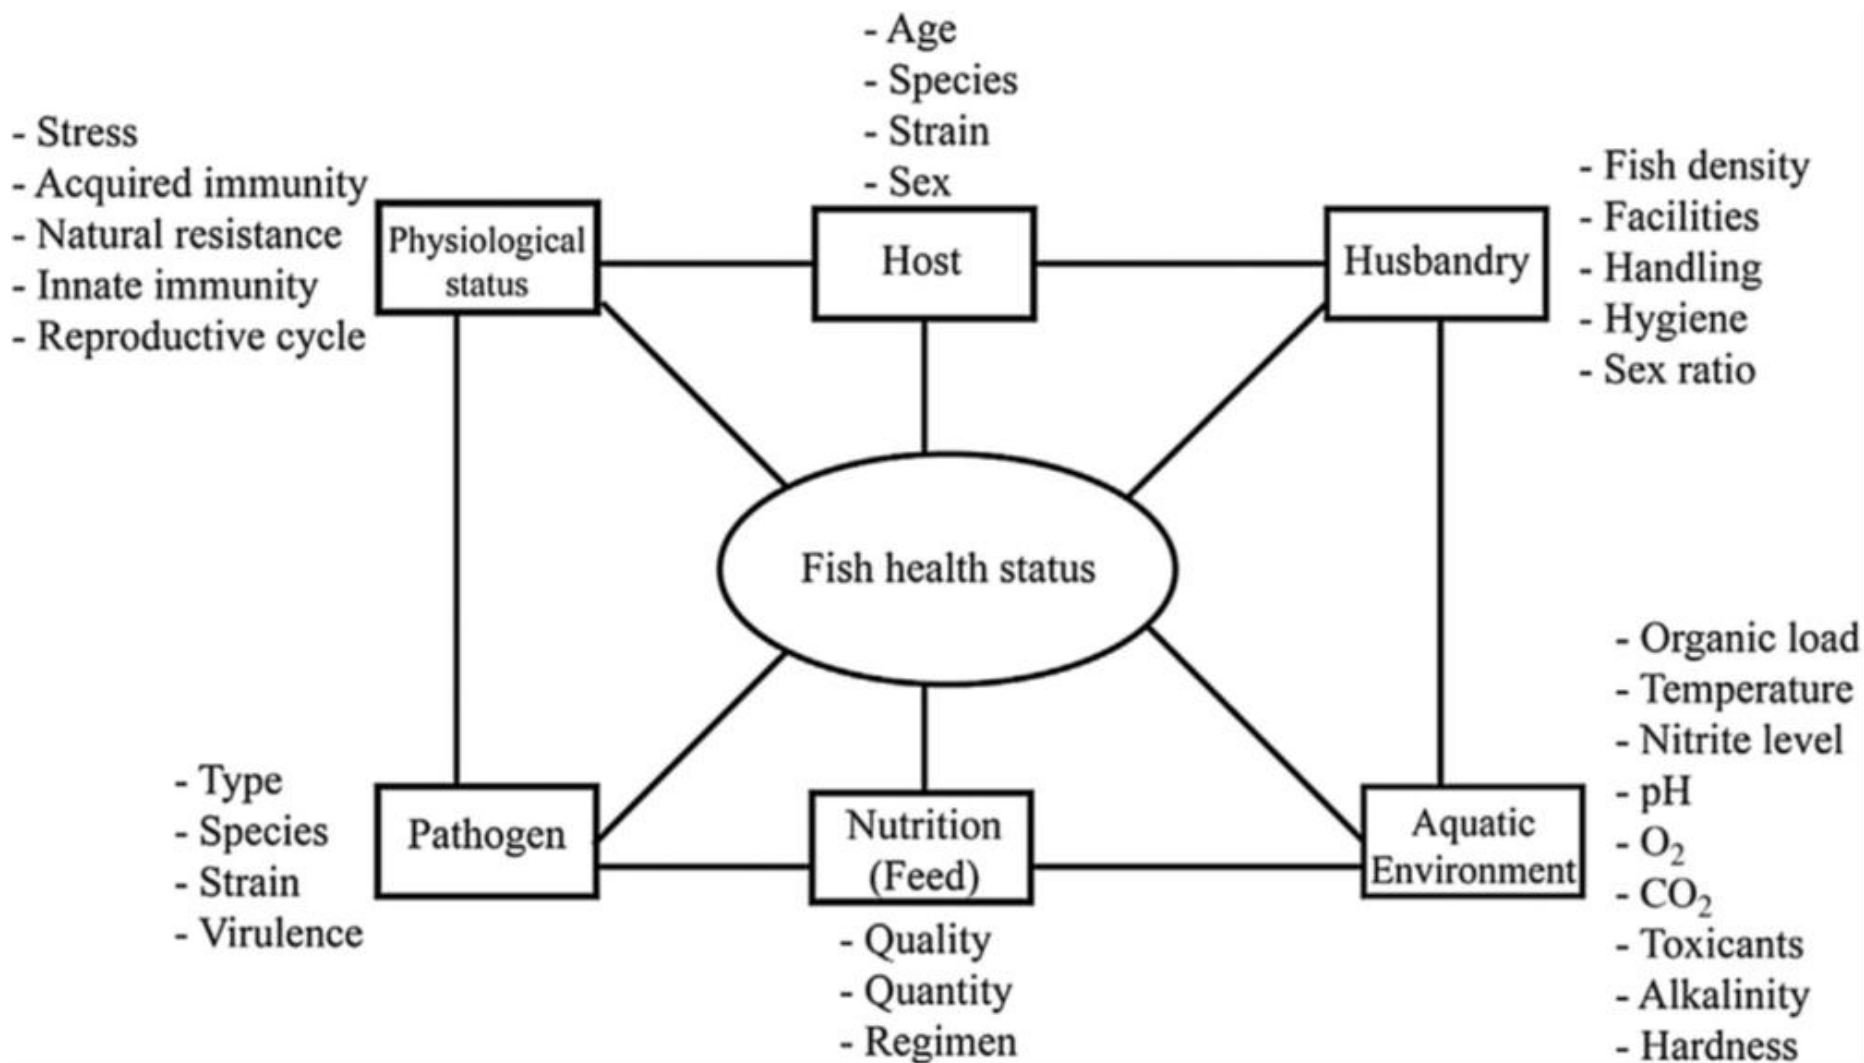 - Age
- Species
- Strain
- Sex
- Stress
- Acquired immunity
- Natural resistance
- Innate immunity
- Reproductive cycle
Physiological
status
Host
Husbandry
- Fish density
- Facilities
- Handling
- Hygiene
- Sex ratio
Fish health status
- Type
- Species
- Strain
- Virulence
Pathogen
Nutrition
(Feed)
- Quality
- Quantity
- Regimen
Aquatic
Environment
- Organic load
- Temperature
- Nitrite level
- pH
- O₂
- CO₂
- Toxicants
- Alkalinity
- Hardness